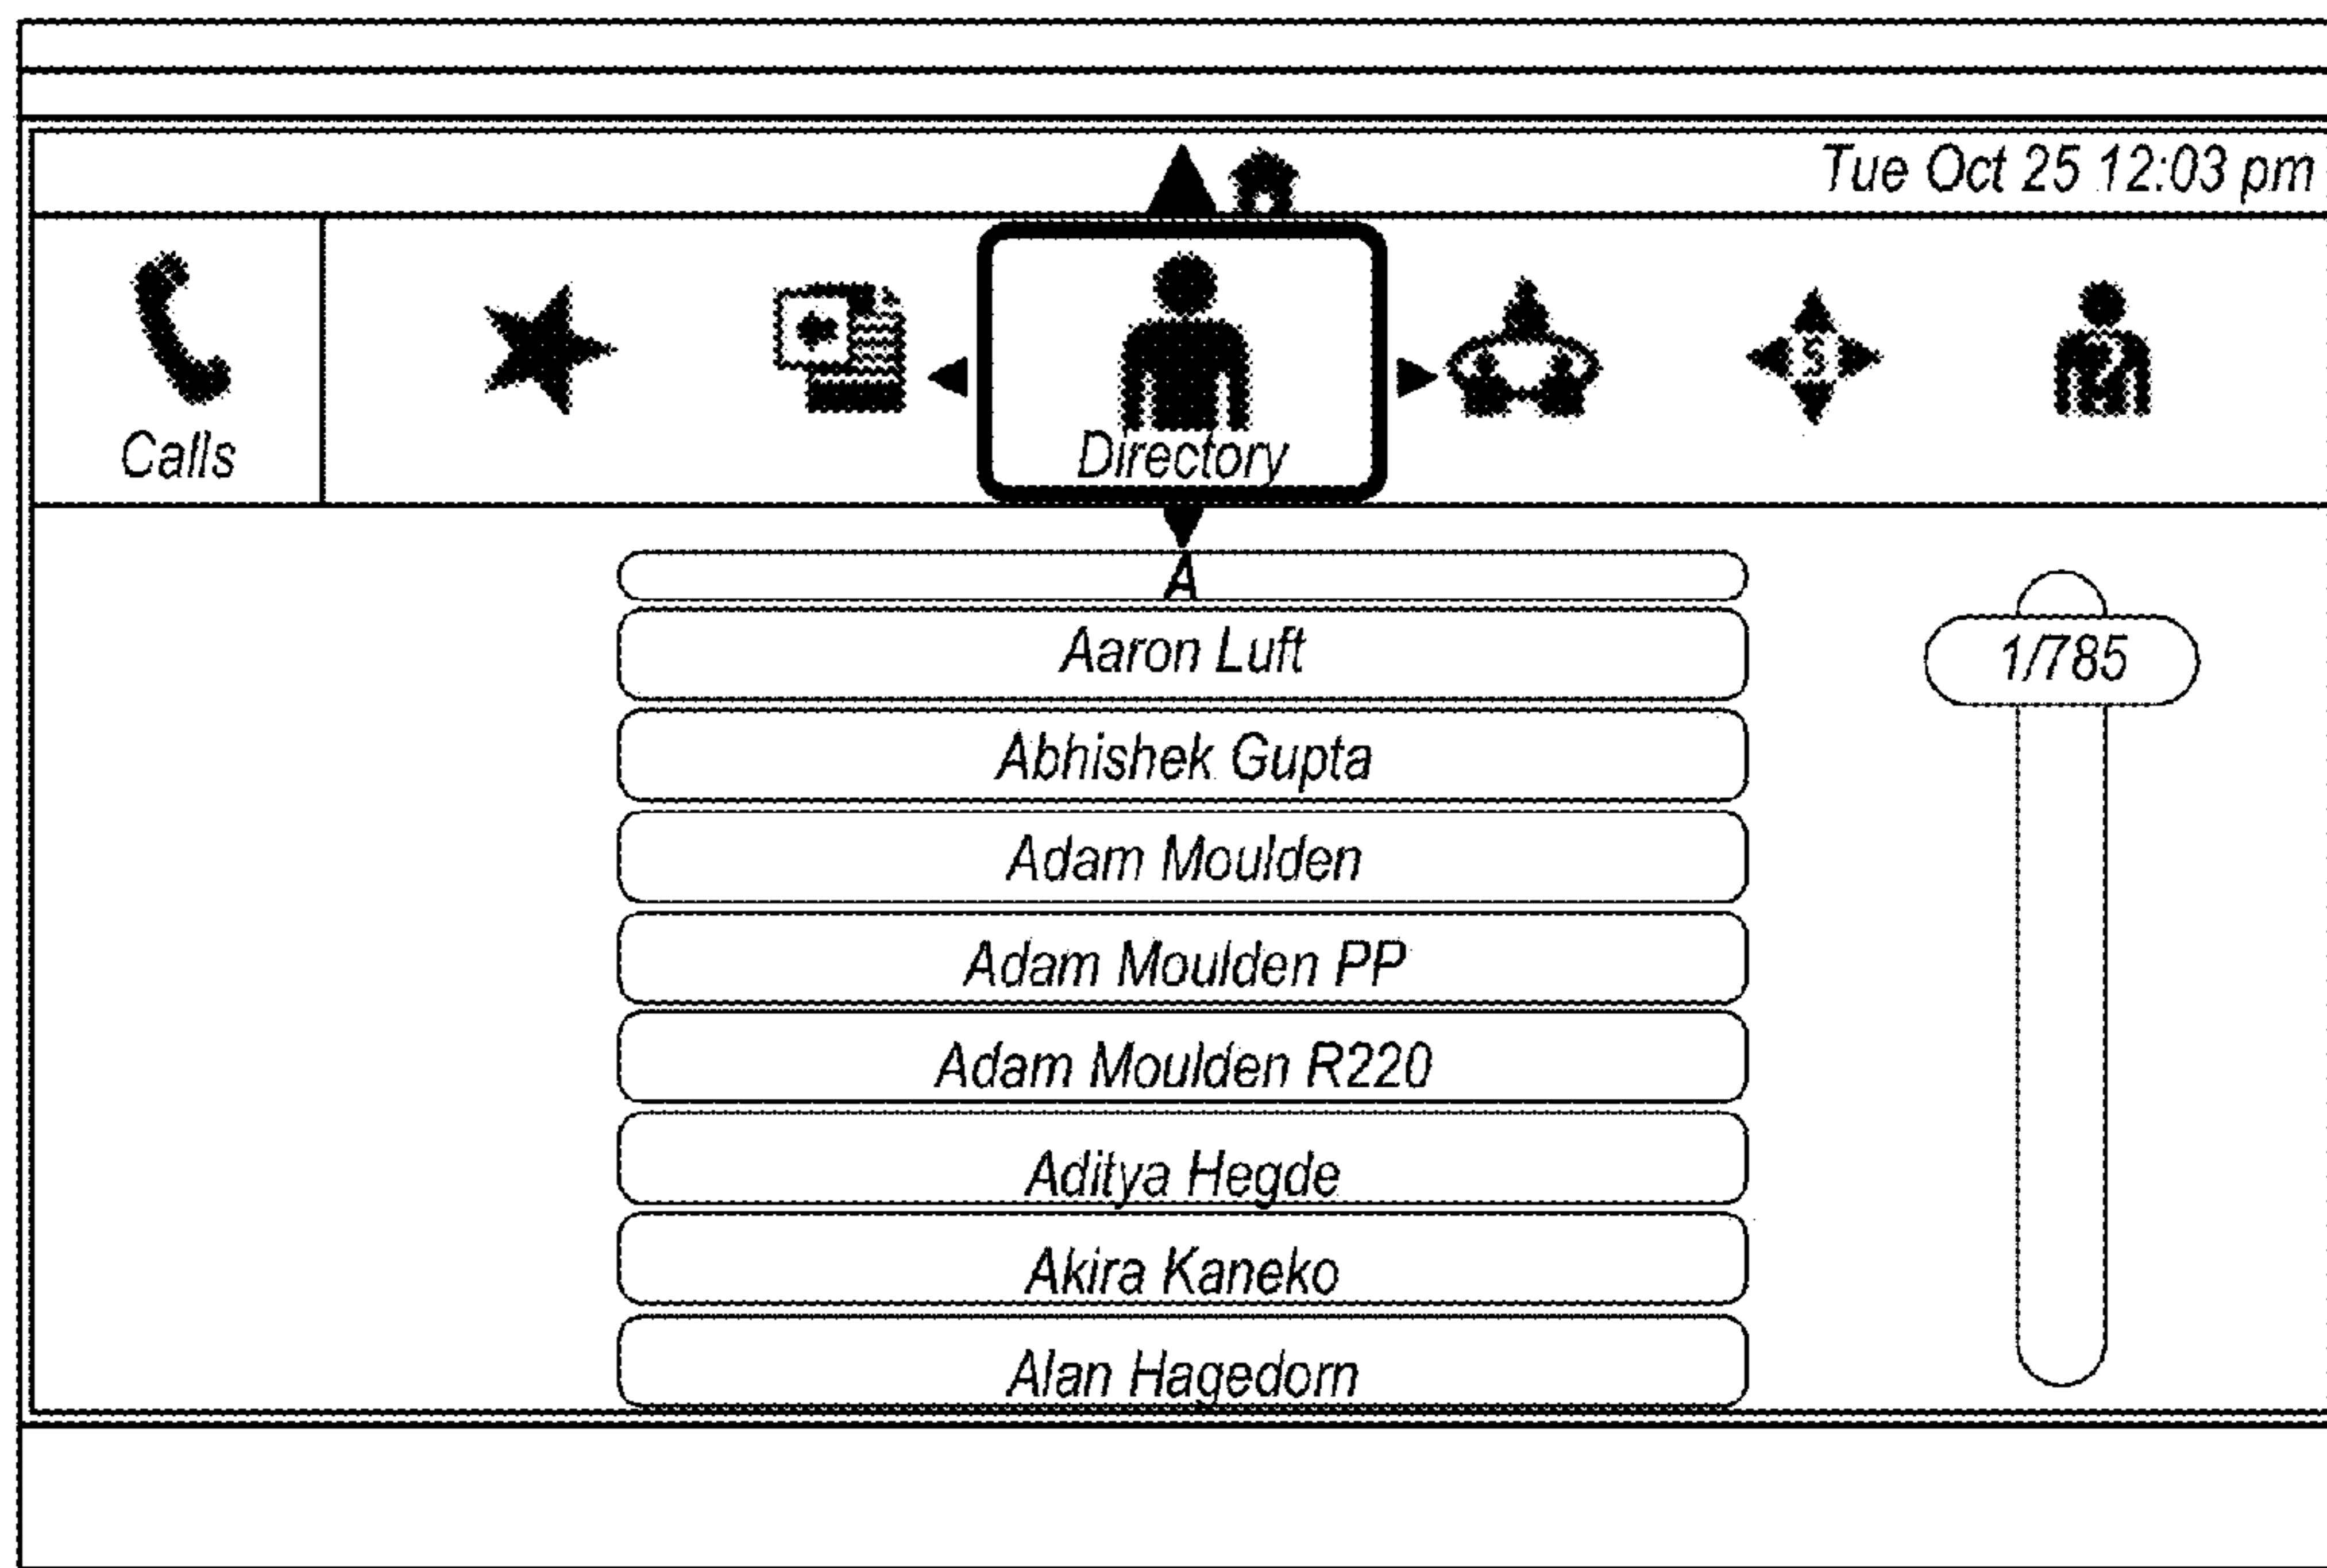 Tue Oct 25 12:03 pm
Calls
Directory
A
Aaron Luft
1/785
Abhishek Gupta
Adam Moulden
Adam Moulden PP
Adam Moulden R220
Aditya Hegde
Akira Kaneko
Alan Hagedorn